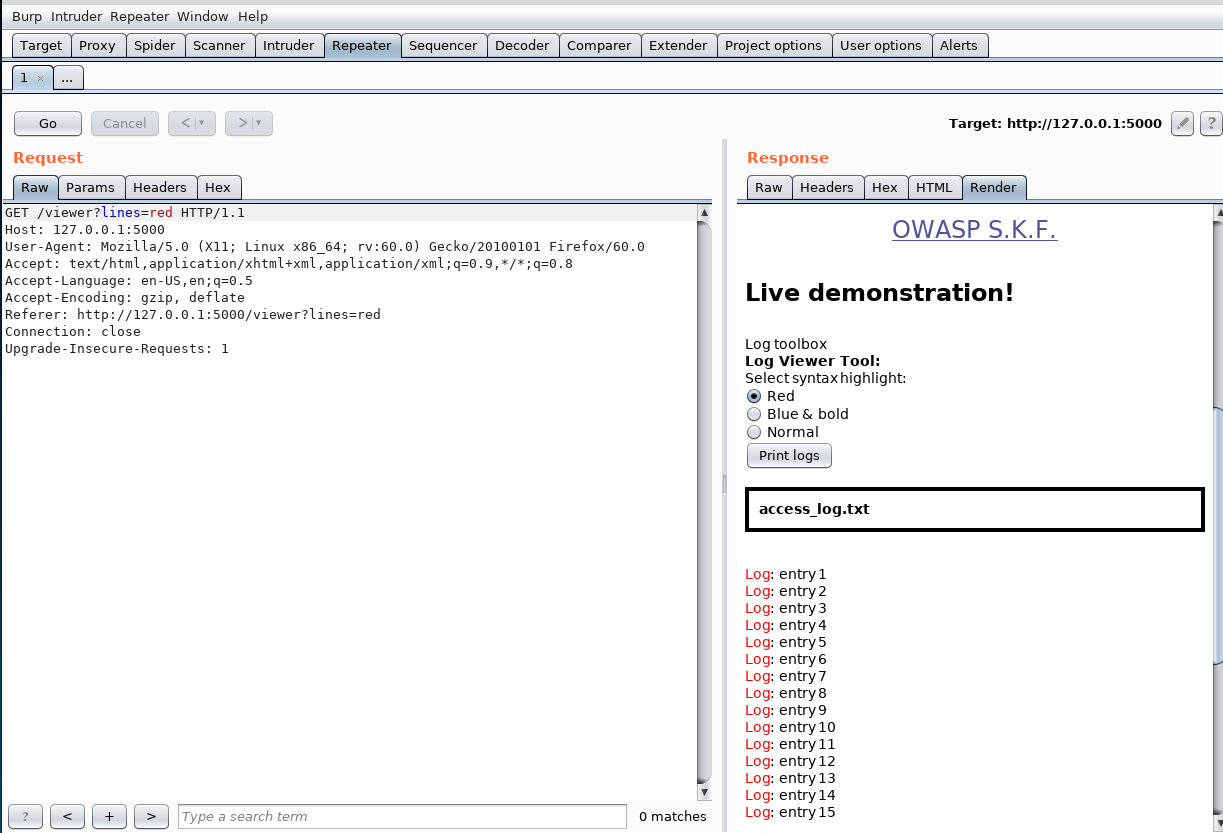 Burp Intruder Repeater Window Help
Target Proxy Spider Scanner Intruder Repeater Sequencer Decoder Comparer Extender Project options User options Alerts
1 × ...
Go Cancel < > Target: http://127.0.0.1:5000 ?
Request
Raw Params Headers Hex
GET /viewer?lines=red HTTP/1.1
Host: 127.0.0.1:5000
User-Agent: Mozilla/5.0 (X11; Linux x86_64; rv:60.0) Gecko/20100101 Firefox/60.0
Accept: text/html,application/xhtml+xml,application/xml;q=0.9,*/*;q=0.8
Accept-Language: en-US,en;q=0.5
Accept-Encoding: gzip, deflate
Referer: http://127.0.0.1:5000/viewer?lines=red
Connection: close
Upgrade-Insecure-Requests: 1
? < + > Type a search term 0 matches
Response
Raw Headers Hex HTML Render
OWASP S.K.F.
Live demonstration!
Log toolbox
Log Viewer Tool:
Select syntax highlight:
Red
Blue & bold
Normal
Print logs
access_log.txt
Log: entry 1
Log: entry 2
Log: entry 3
Log: entry 4
Log: entry 5
Log: entry 6
Log: entry 7
Log: entry 8
Log: entry 9
Log: entry 10
Log: entry 11
Log: entry 12
Log: entry 13
Log: entry 14
Log: entry 15